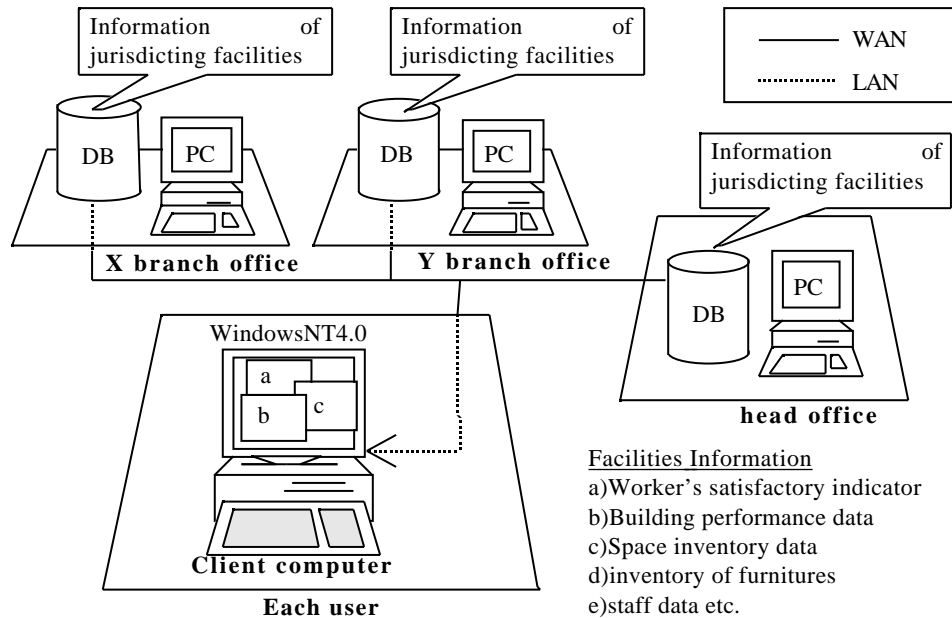 Information of
jurisdicting facilities
Information of
jurisdicting facilities
WAN
LAN
DB
PC
DB
PC
Information of
jurisdicting facilities
X branch office
Y branch office
DB
PC
head office
WindowsNT4.0
a
b
c
Client computer
Each user
Facilities Information
a)Worker's satisfactory indicator
b)Building performance data
c)Space inventory data
d)inventory of furnitures
e)staff data etc.